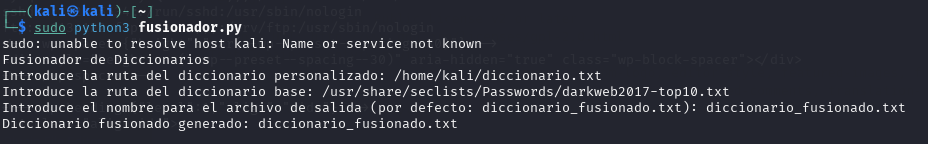 (kali㉿kali)-[~]
$ sudo python3 fusionador.py
sudo: unable to resolve host kali: Name or service not known
Fusionador de Diccionarios
Introduce la ruta del diccionario personalizado: /home/kali/diccionario.txt
Introduce la ruta del diccionario base: /usr/share/seclists/Passwords/darkweb2017-top10.txt
Introduce el nombre para el archivo de salida (por defecto: diccionario_fusionado.txt): diccionario_fusionado.txt
Diccionario fusionado generado: diccionario_fusionado.txt